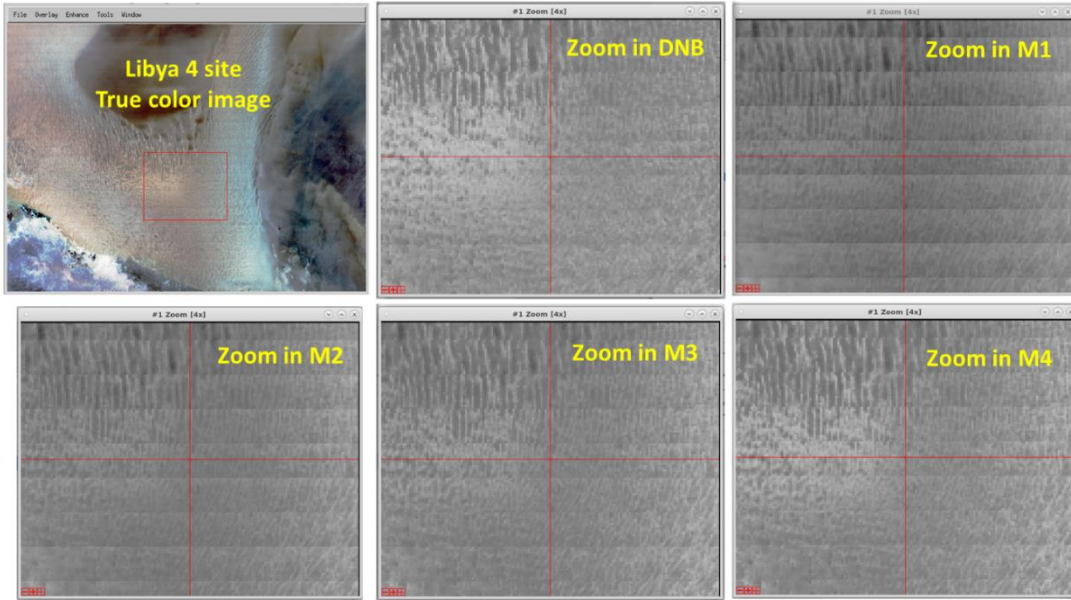 File Overlay Enhance Tools Window
Libya 4 site
True color image
#1 Zoom [4x]
Zoom in DNB
#1 Zoom [4x]
Zoom in M1
#1 Zoom [4x]
Zoom in M2
#1 Zoom [4x]
Zoom in M3
#1 Zoom [4x]
Zoom in M4